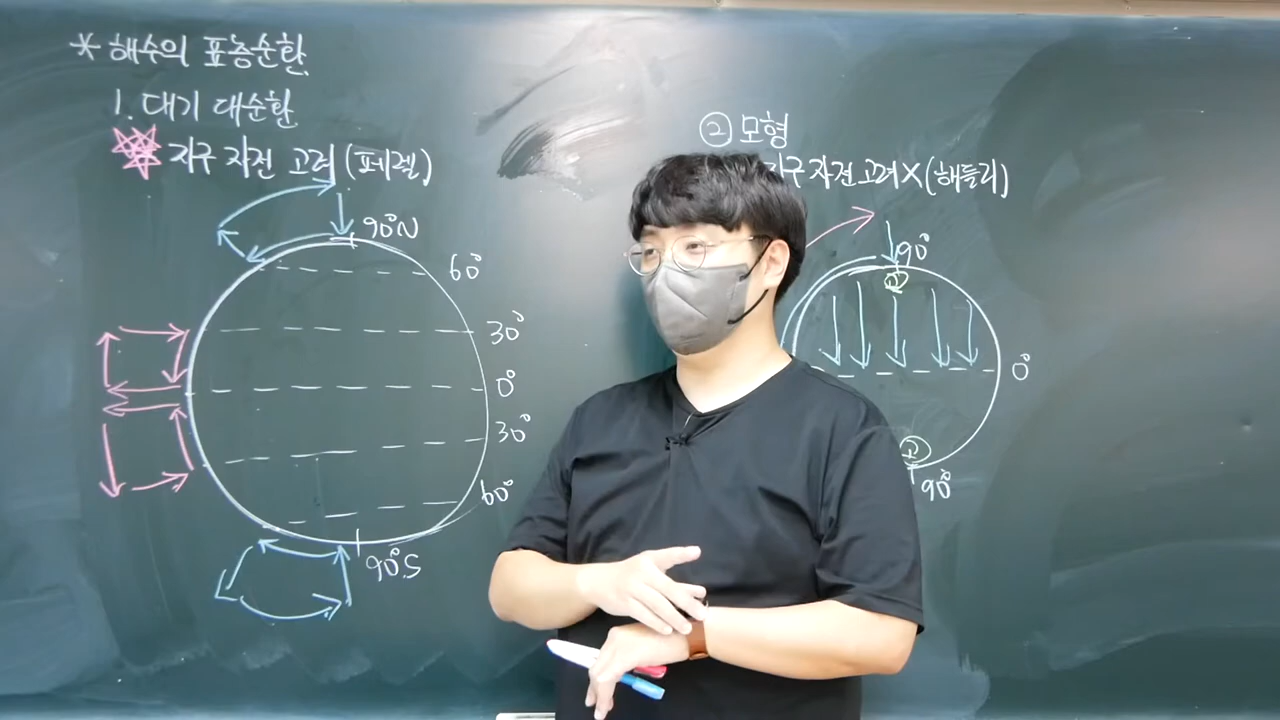 * 해수의 표층순환.
1. 대기 대순환.
지구 자전 고려 (페렐)
90°N
60°
30°
0°
30°
60°
90°S
② 모형
지구 자전 고려 X (해들리)
90°
고
0°
고
90°